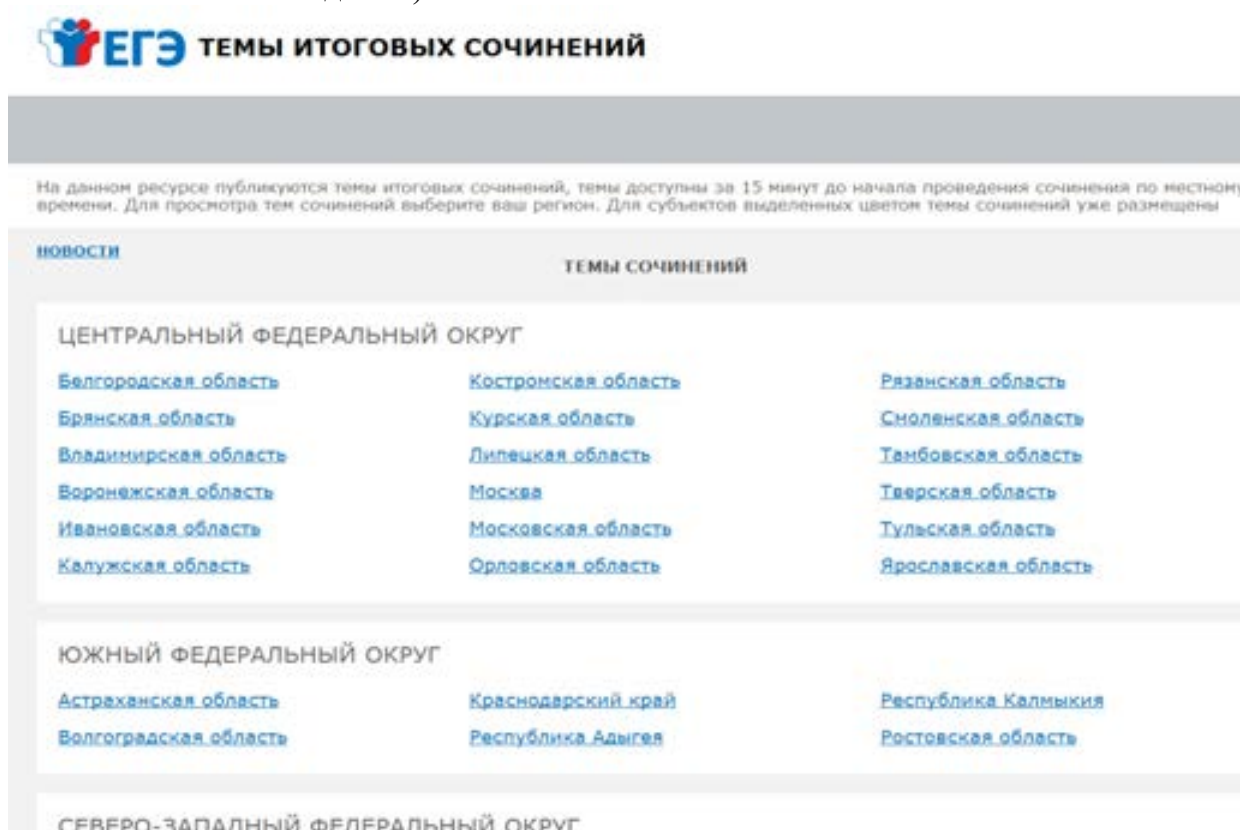 ЕГЭ ТЕМЫ ИТОГОВЫХ СОЧИНЕНИЙ
На данном ресурсе публикуются темы итоговых сочинений, темы доступны за 15 минут до начала проведения сочинения по местному
времени. Для просмотра тем сочинений выберите ваш регион. Для субъектов выделенных цветом темы сочинений уже размещены
НОВОСТИ
ТЕМЫ СОЧИНЕНИЙ
ЦЕНТРАЛЬНЫЙ ФЕДЕРАЛЬНЫЙ ОКРУГ
Белгородская область Костромская область Рязанская область
Брянская область Курская область Смоленская область
Владимирская область Липецкая область Тамбовская область
Воронежская область Москва Тверская область
Ивановская область Московская область Тульская область
Калужская область Орловская область Ярославская область
ЮЖНЫЙ ФЕДЕРАЛЬНЫЙ ОКРУГ
Астраханская область Краснодарский край Республика Калмыкия
Волгоградская область Республика Адыгея Ростовская область
СЕВЕРО-ЗАПАДНЫЙ ФЕДЕРАЛЬНЫЙ ОКРУГ